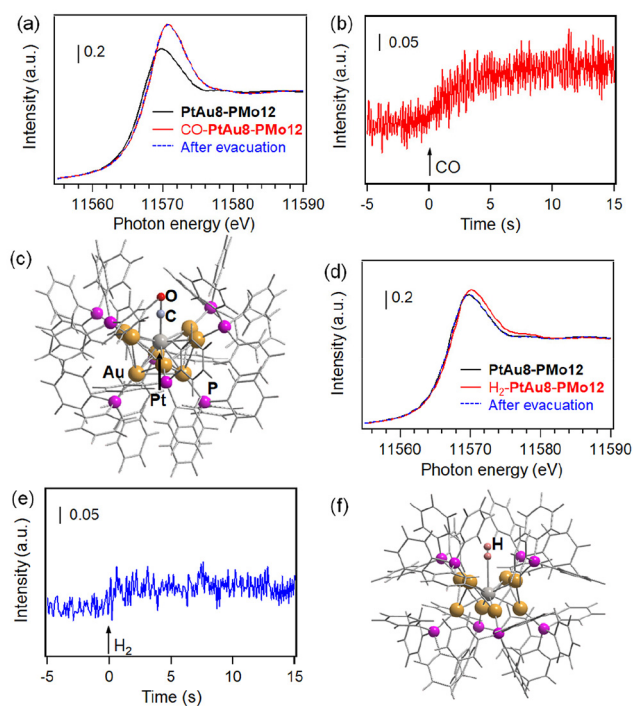 (a)
0.2
Intensity (a.u.)
PtAu8-PMo12
CO-PtAu8-PMo12
After evacuation
11560 11570 11580 11590
Photon energy (eV)
(b)
0.05
Intensity (a.u.)
CO
-5 0 5 10 15
Time (s)
(c)
O
C
Au
Pt
P
(d)
0.2
Intensity (a.u.)
PtAu8-PMo12
H2-PtAu8-PMo12
After evacuation
11560 11570 11580 11590
Photon energy (eV)
(e)
0.05
Intensity (a.u.)
H2
-5 0 5 10 15
Time (s)
(f)
H